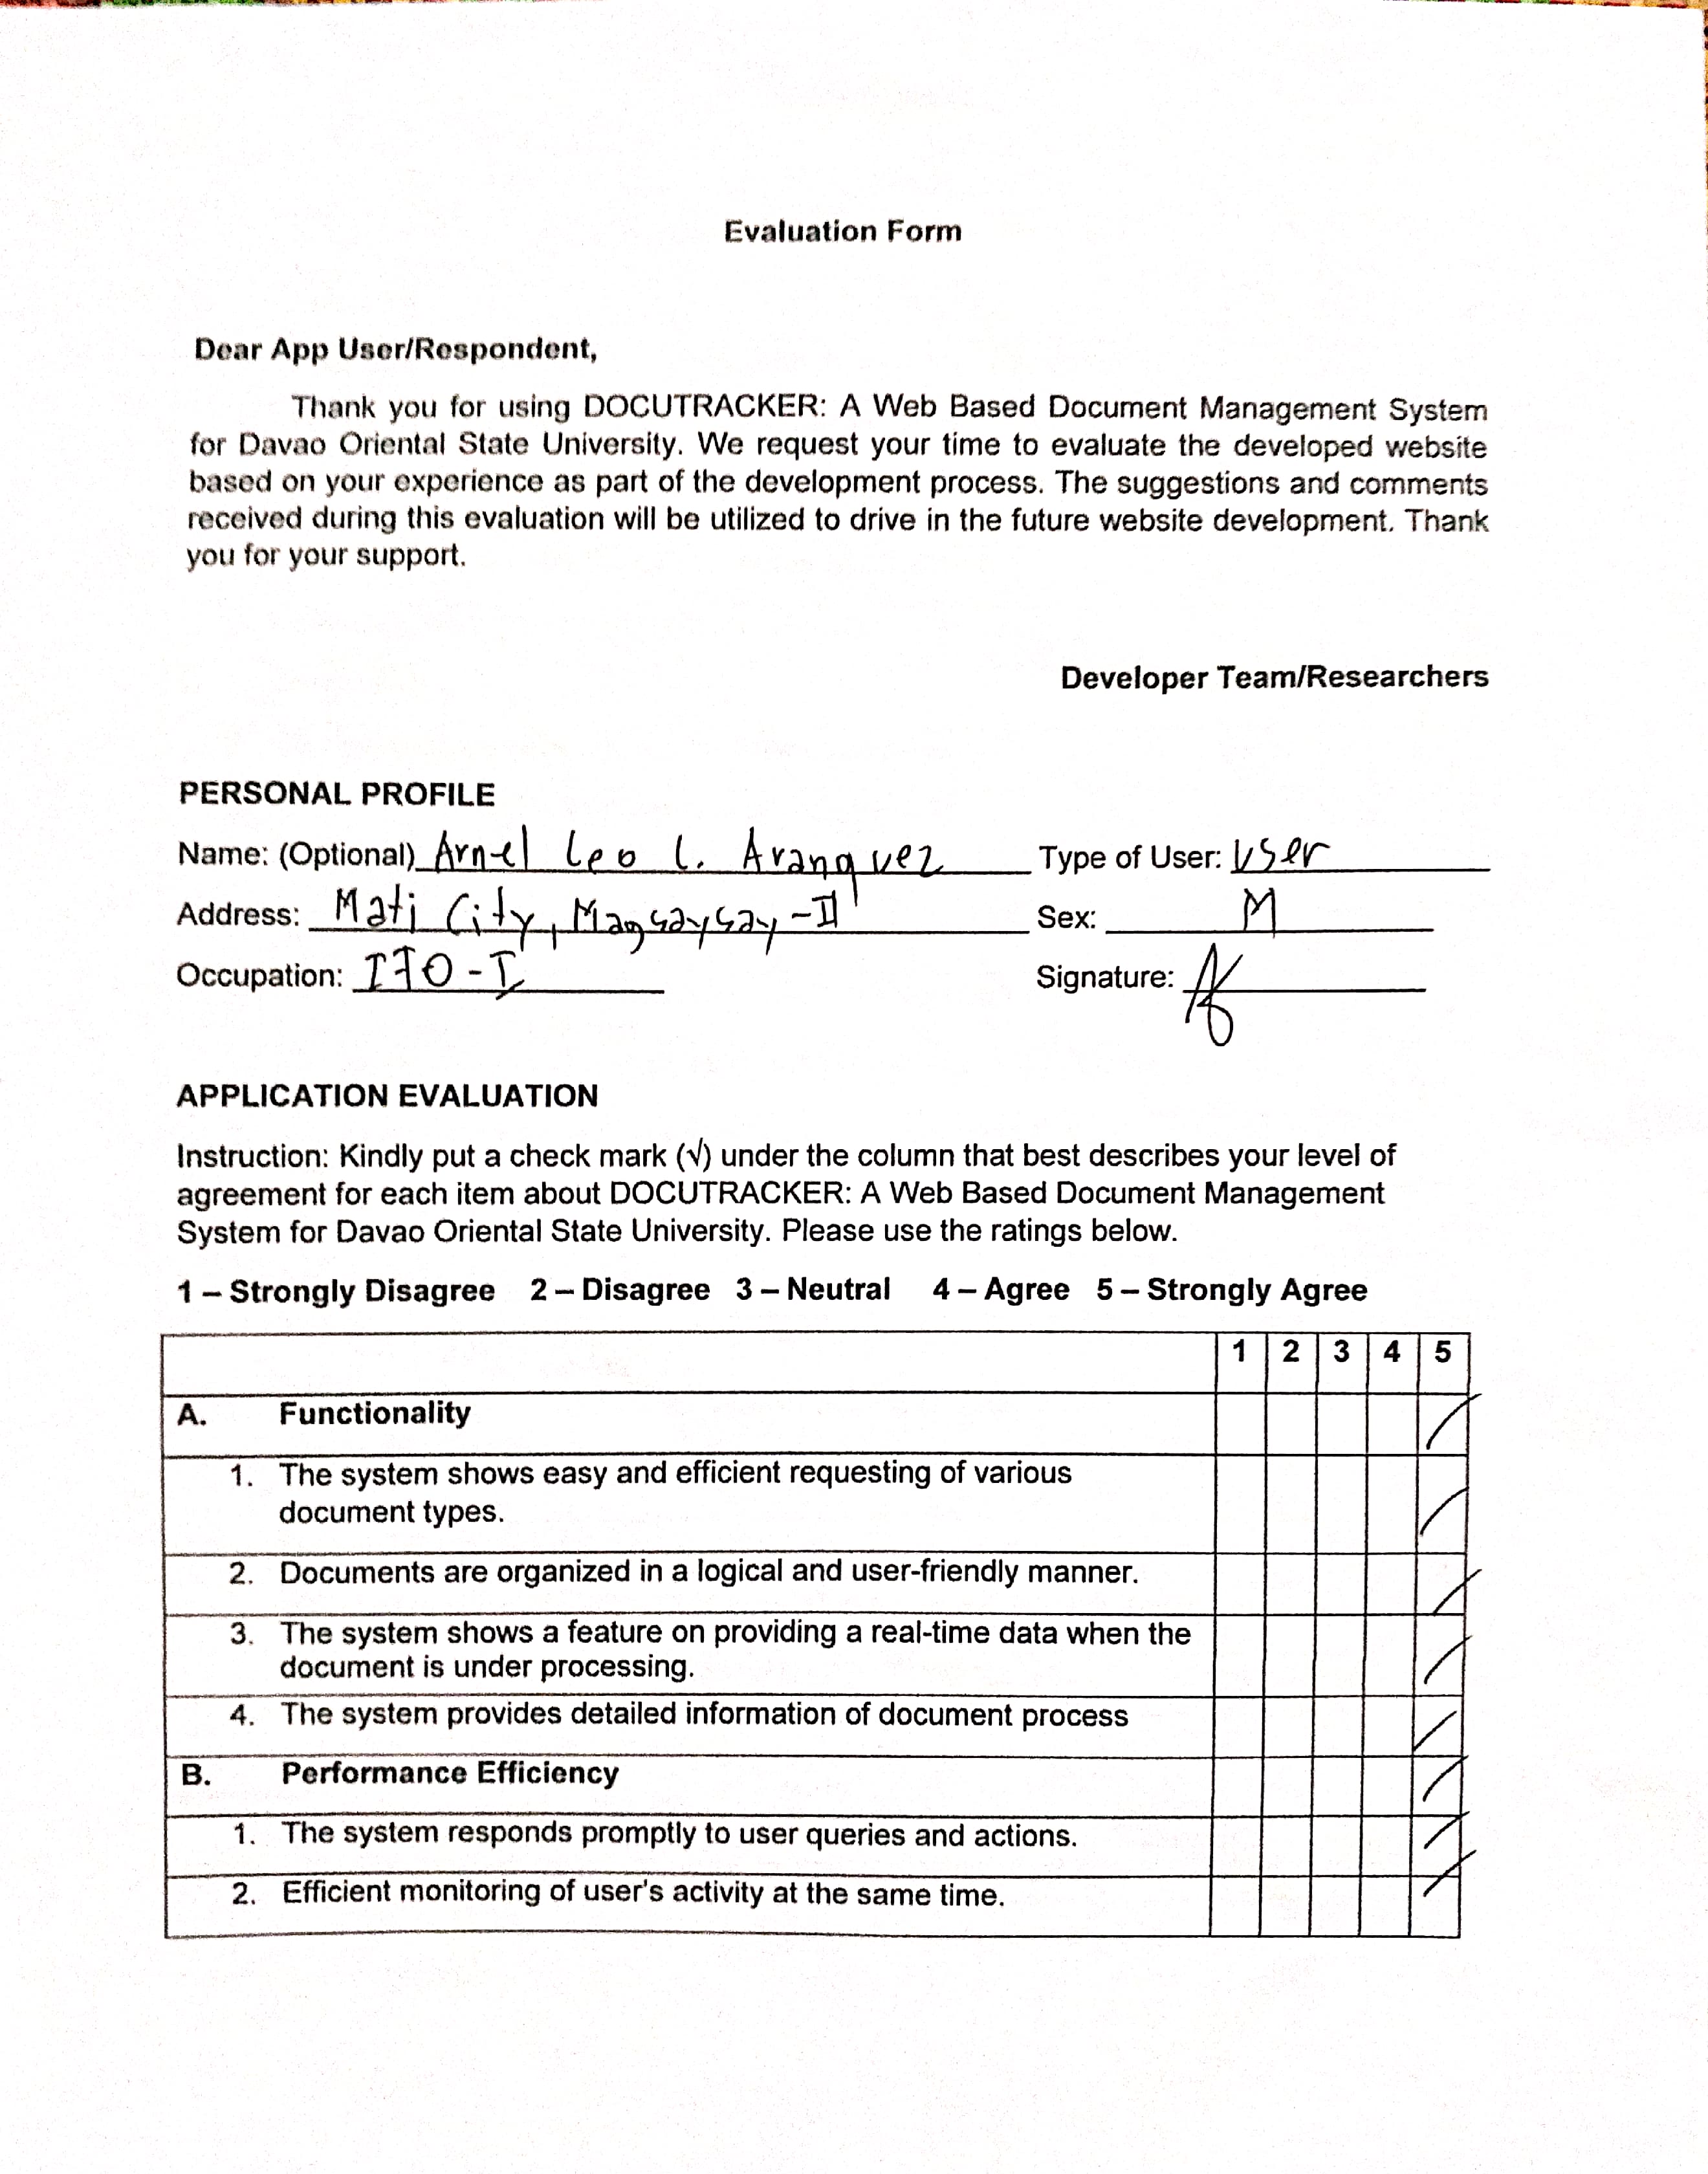 Evaluation Form
Dear App User/Respondent,
Thank you for using DOCUTRACKER: A Web Based Document Management System
for Davao Oriental State University. We request your time to evaluate the developed website
based on your experience as part of the development process. The suggestions and comments
received during this evaluation will be utilized to drive in the future website development. Thank
you for your support.
Developer Team/Researchers
PERSONAL PROFILE
Name: (Optional) Arnel Leo L. Aranquez Type of User: User
Address: Mati City, Magsaysay-II Sex: M
Occupation: Signature:
APPLICATION EVALUATION
Instruction: Kindly put a check mark (√) under the column that best describes your level of
agreement for each item about DOCUTRACKER: A Web Based Document Management
System for Davao Oriental State University. Please use the ratings below.
1 – Strongly Disagree 2 – Disagree 3 – Neutral 4 – Agree 5 – Strongly Agree
1 2 3 4 5
A. Functionality
1. The system shows easy and efficient requesting of various
document types.
2. Documents are organized in a logical and user-friendly manner.
3. The system shows a feature on providing a real-time data when the
document is under processing.
4. The system provides detailed information of document process
B. Performance Efficiency
1. The system responds promptly to user queries and actions.
2. Efficient monitoring of user's activity at the same time.